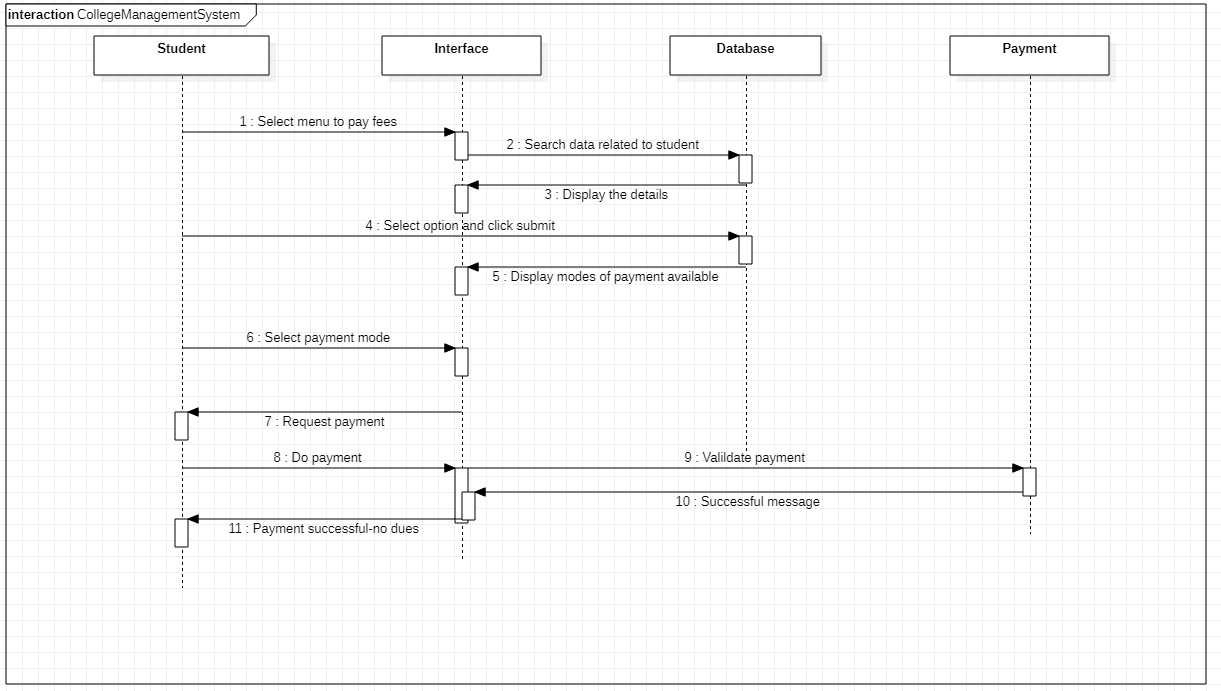 interaction CollegeManagementSystem
Student
Interface
Database
Payment
1 : Select menu to pay fees
2 : Search data related to student
3 : Display the details
4 : Select option and click submit
5 : Display modes of payment available
6 : Select payment mode
7 : Request payment
8 : Do payment
9 : Valildate payment
10 : Successful message
11 : Payment successful-no dues